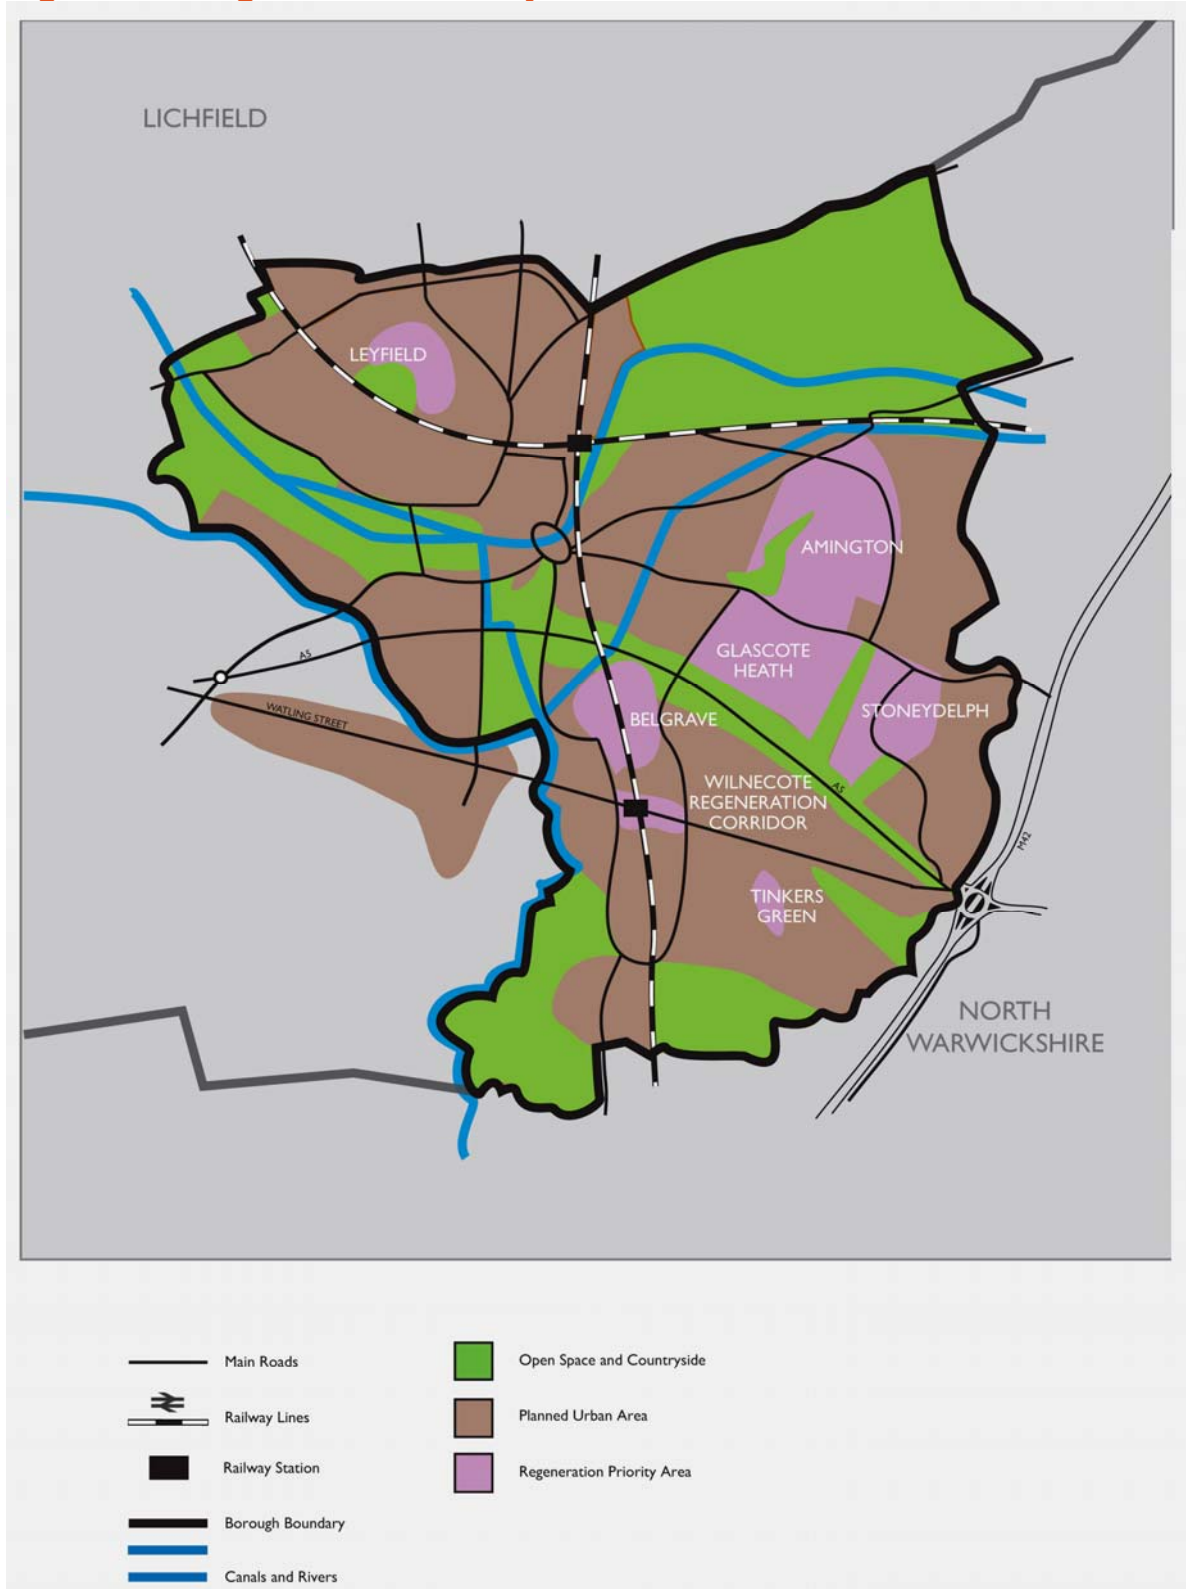 LICHFIELD
LEYFIELD
AMINGTON
GLASCOTE
HEATH
A5
STONEYDELPH
WATLING STREET
BELGRAVE
WILNECOTE
REGENERATION
CORRIDOR
A5
M42
TINKERS
GREEN
NORTH
WARWICKSHIRE
Main Roads
Open Space and Countryside
Railway Lines
Planned Urban Area
Railway Station
Regeneration Priority Area
Borough Boundary
Canals and Rivers